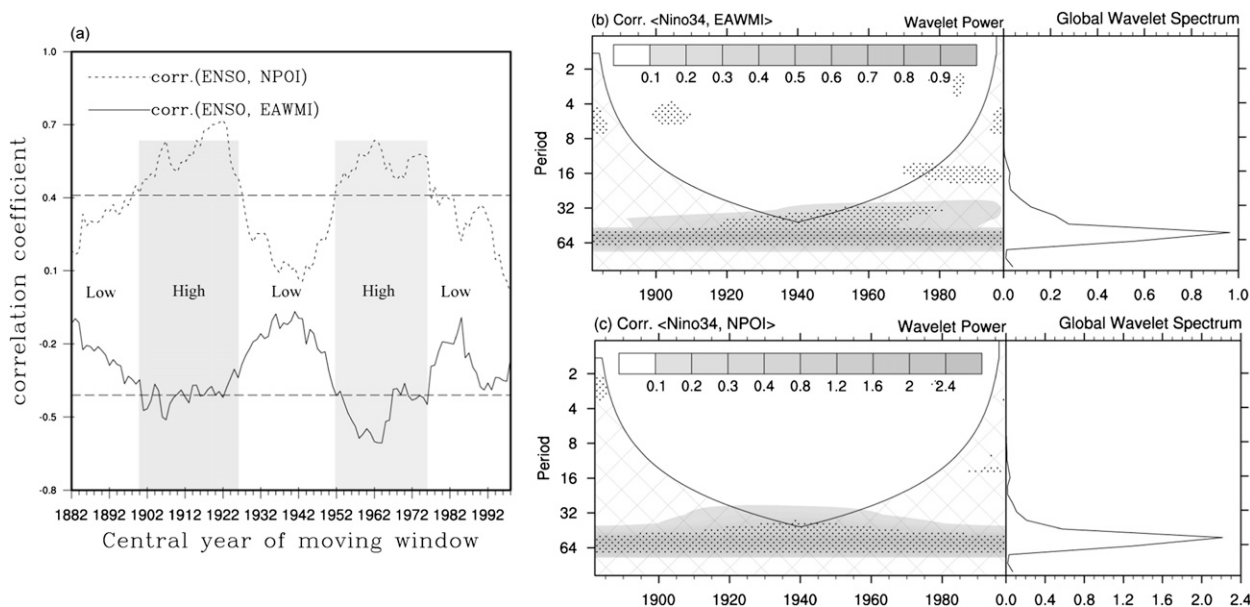 (a)
1.0
0.7
0.4
0.1
-0.2
-0.5
-0.8
correlation coefficient
corr.(ENSO, NPOI)
corr.(ENSO, EAWMI)
Low High Low High Low
1882 1892 1902 1912 1922 1932 1942 1952 1962 1972 1982 1992
Central year of moving window
(b) Corr. <Nino34, EAWMI> Wavelet Power Global Wavelet Spectrum
0.1 0.2 0.3 0.4 0.5 0.6 0.7 0.8 0.9
2
4
8
16
32
64
Period
1900 1920 1940 1960 1980
0.0 0.2 0.4 0.6 0.8 1.0
(c) Corr. <Nino34, NPOI> Wavelet Power Global Wavelet Spectrum
0.1 0.2 0.3 0.4 0.8 1.2 1.6 2 2.4
2
4
8
16
32
64
Period
1900 1920 1940 1960 1980
0.0 0.4 0.8 1.2 1.6 2.0 2.4